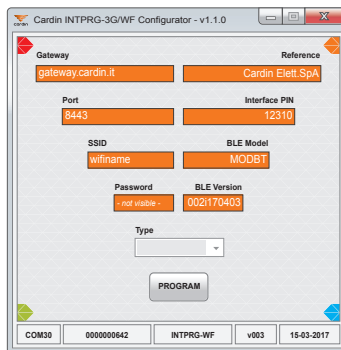 Cardin INTPRG-3G/WF Configurator - v1.1.0
cardin
Gateway Reference
gateway.cardin.it Cardin Elett.SpA
Port Interface PIN
8443 12310
SSID BLE Model
wifiname MODBT
Password BLE Version
- not visible - 002i170403
Type
PROGRAM
COM30 0000000642 INTPRG-WF v003 15-03-2017